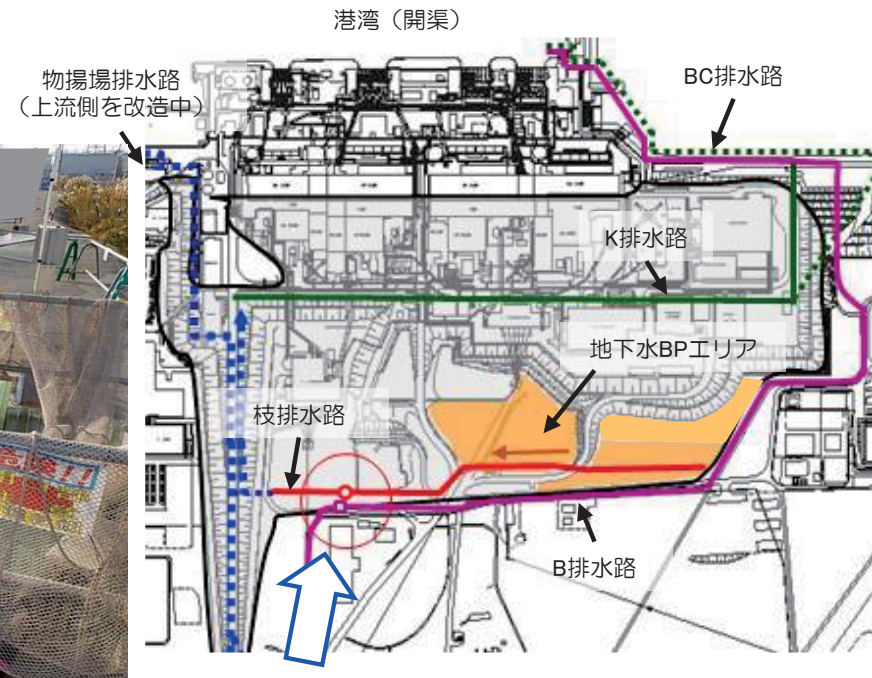 港湾（開渠）
物揚場排水路
（上流側を改造中）
BC排水路
K排水路
地下水BPエリア
枝排水路
B排水路